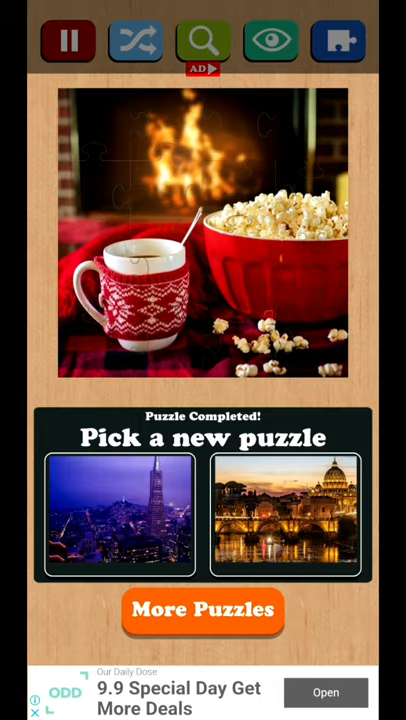 AD
Puzzle Completed!
Pick a new puzzle
More Puzzles
Our Daily Dose
ODD
9.9 Special Day Get
More Deals
Open